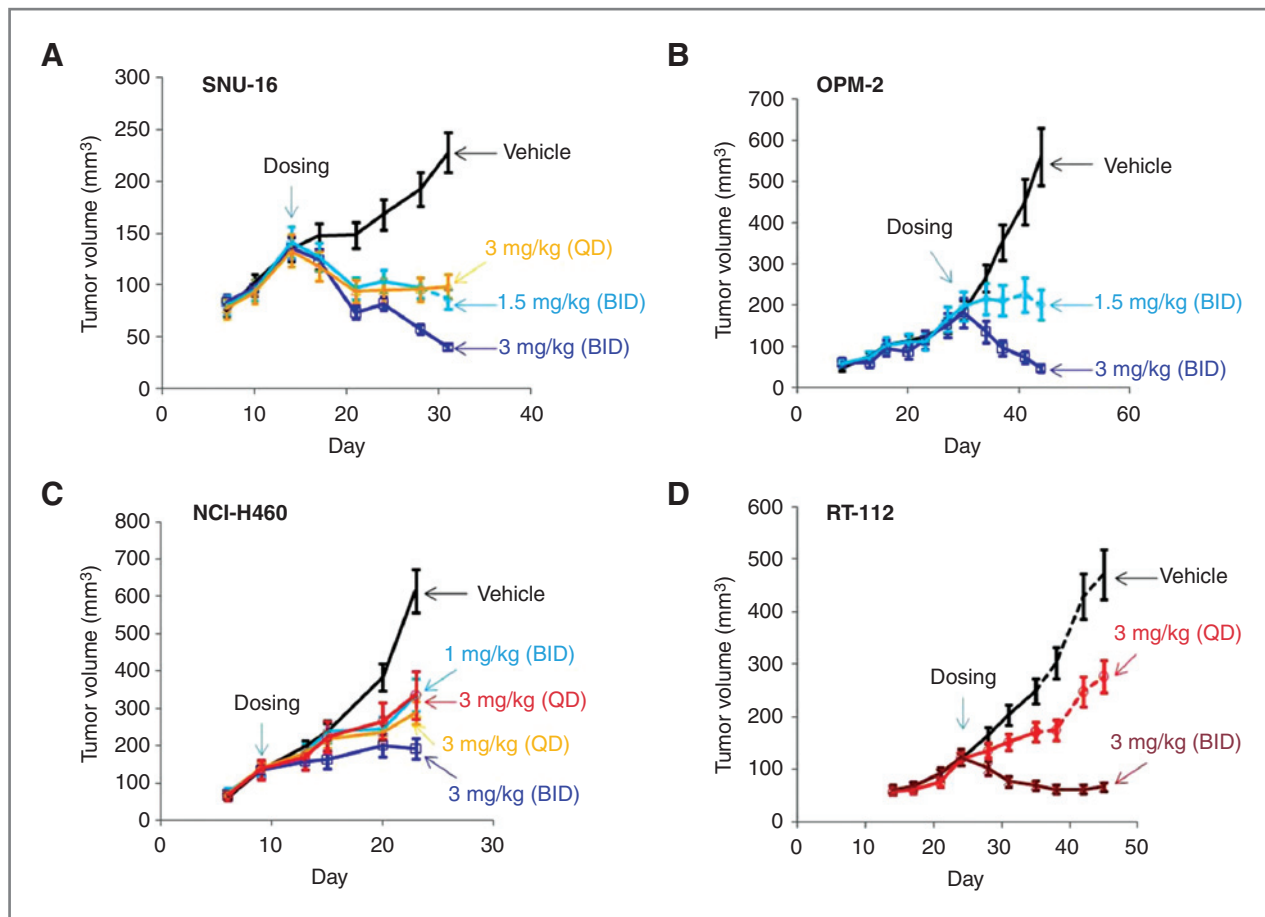 A
SNU-16
Tumor volume (mm³)
300
250
200
150
100
50
0
Dosing
Vehicle
3 mg/kg (QD)
1.5 mg/kg (BID)
3 mg/kg (BID)
0 10 20 30 40
Day
B
OPM-2
Tumor volume (mm³)
700
600
500
400
300
200
100
0
Dosing
Vehicle
1.5 mg/kg (BID)
3 mg/kg (BID)
0 20 40 60
Day
C
NCI-H460
Tumor volume (mm³)
800
700
600
500
400
300
200
100
0
Dosing
Vehicle
1 mg/kg (BID)
3 mg/kg (QD)
3 mg/kg (QD)
3 mg/kg (BID)
0 10 20 30
Day
D
RT-112
Tumor volume (mm³)
600
500
400
300
200
100
0
Dosing
Vehicle
3 mg/kg (QD)
3 mg/kg (BID)
0 10 20 30 40 50
Day